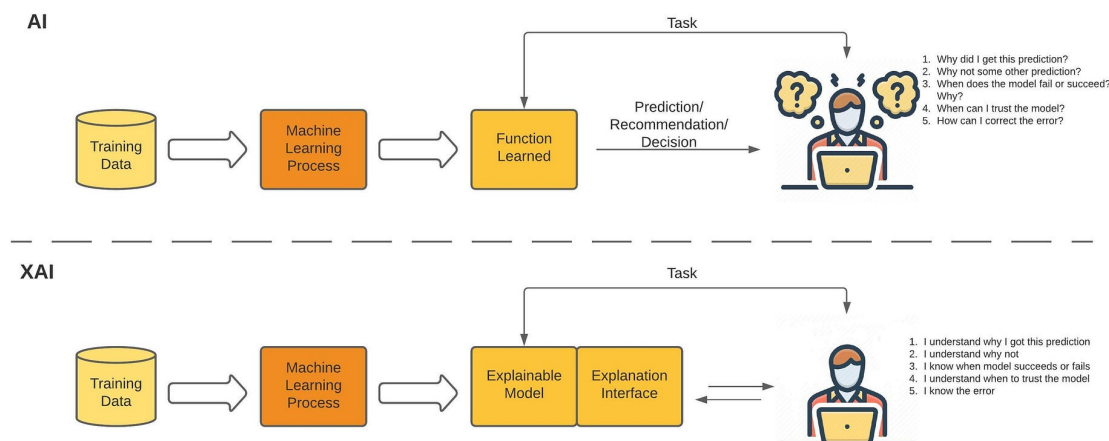 AI
Task
1. Why did I get this prediction?
2. Why not some other prediction?
3. When does the model fail or succeed?
Why?
4. When can I trust the model?
5. How can I correct the error?
Training
Data
Machine
Learning
Process
Function
Learned
Prediction/
Recommendation/
Decision
? ?
XAI
Task
Training
Data
Machine
Learning
Process
Explainable
Model
Explanation
Interface
1. I understand why I got this prediction
2. I understand why not
3. I know when model succeeds or fails
4. I understand when to trust the model
5. I know the error